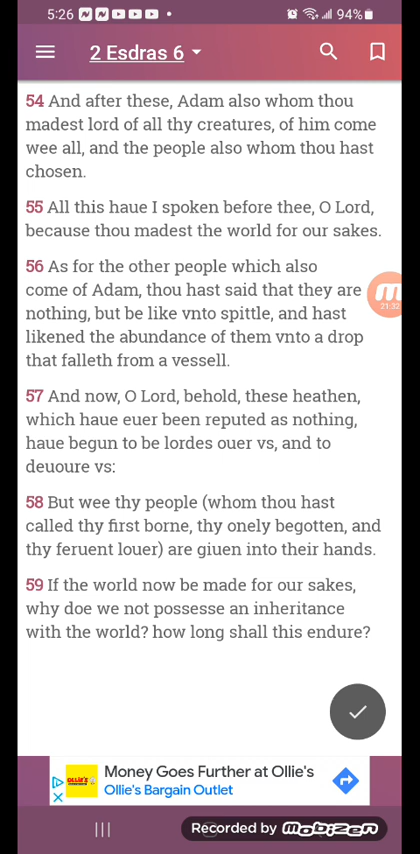 5:26
94%
2 Esdras 6
54 And after these, Adam also whom thou
madest lord of all thy creatures, of him come
wee all, and the people also whom thou hast
chosen.
55 All this haue I spoken before thee, O Lord,
because thou madest the world for our sakes.
56 As for the other people which also
come of Adam, thou hast said that they are
nothing, but be like vnto spittle, and hast
likened the abundance of them vnto a drop
that falleth from a vessell.
21:32
57 And now, O Lord, behold, these heathen,
which haue euer been reputed as nothing,
haue begun to be lordes ouer vs, and to
deuoure vs:
58 But wee thy people (whom thou hast
called thy first borne, thy onely begotten, and
thy feruent louer) are giuen into their hands.
59 If the world now be made for our sakes,
why doe we not possesse an inheritance
with the world? how long shall this endure?
OLLIE'S
Money Goes Further at Ollie's
Ollie's Bargain Outlet
Recorded by mobizen